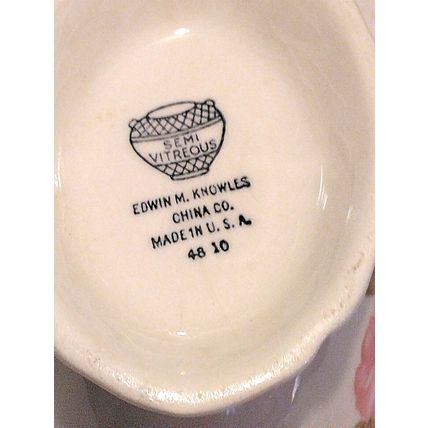 SEMI
VITREOUS
EDWIN M. KNOWLES
CHINA CO.
MADE IN U. S. A.
48 10